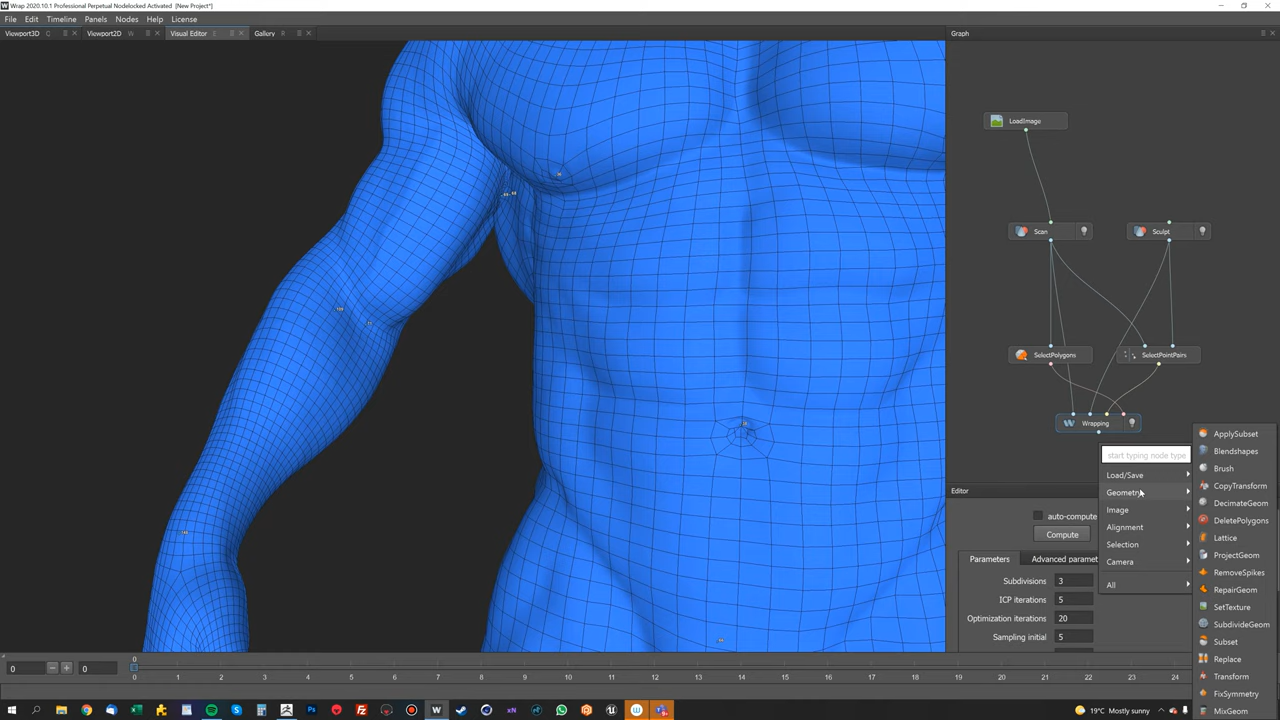 Wrap 2020.10.1 Professional Perpetual Nodelocked Activated [New Project*]
File Edit Timeline Panels Nodes Windows Help License
Viewport3D Q
Viewport2D W
Visual Editor E
Gallery R
Graph
LoadImage
Scan
Sculpt
SelectPolygons
SelectPointPairs
Wrapping
start typing node type
Load/Save
Geometry
Image
Alignment
Selection
Camera
All
ApplySubset
Blendshapes
Brush
CopyTransform
DecimateGeom
DeletePolygons
Lattice
ProjectGeom
RemoveSpikes
RepairGeom
SetTexture
SubdivideGeom
Subset
Replace
Transform
FixSymmetry
MixGeom
Editor
auto-compute
Compute
Parameters Advanced paramet
Subdivisions 3
ICP iterations 5
Optimization iterations 20
Sampling initial 5
0 0
0
0 1 2 3 4 5 6 7 8 9 10 11 12 13 14 15 16 17 18 19 20 21 22 23 24
19°C Mostly sunny